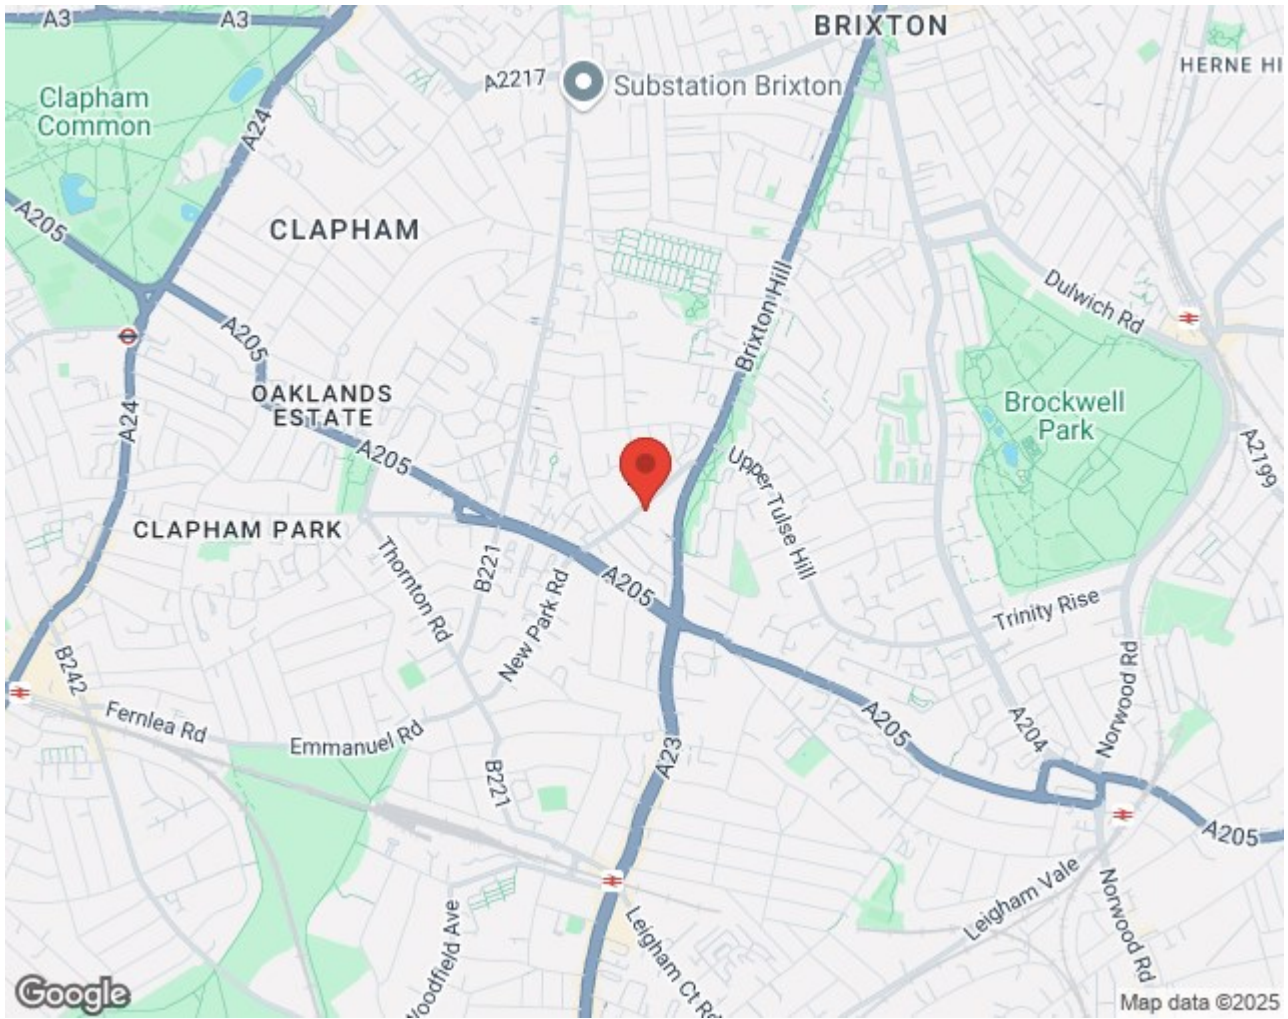 A3
A3
BRIXTON
HERNE HI
A2217
Substation Brixton
Clapham
Common
A24
A205
CLAPHAM
Brixton Hill
Dulwich Rd
A205
OAKLANDS
ESTATE
A24
Brockwell
Park
A205
A2199
Upper Tulse Hill
CLAPHAM PARK
Thornton Rd
B221
New Park Rd
A205
Trinity Rise
B242
Fernlea Rd
Emmanuel Rd
Norwood Rd
A205
A204
A23
B221
A205
Leigham Vale
Norwood Rd
Woodfield Ave
Leigham Ct Rd
Google
Map data ©2025